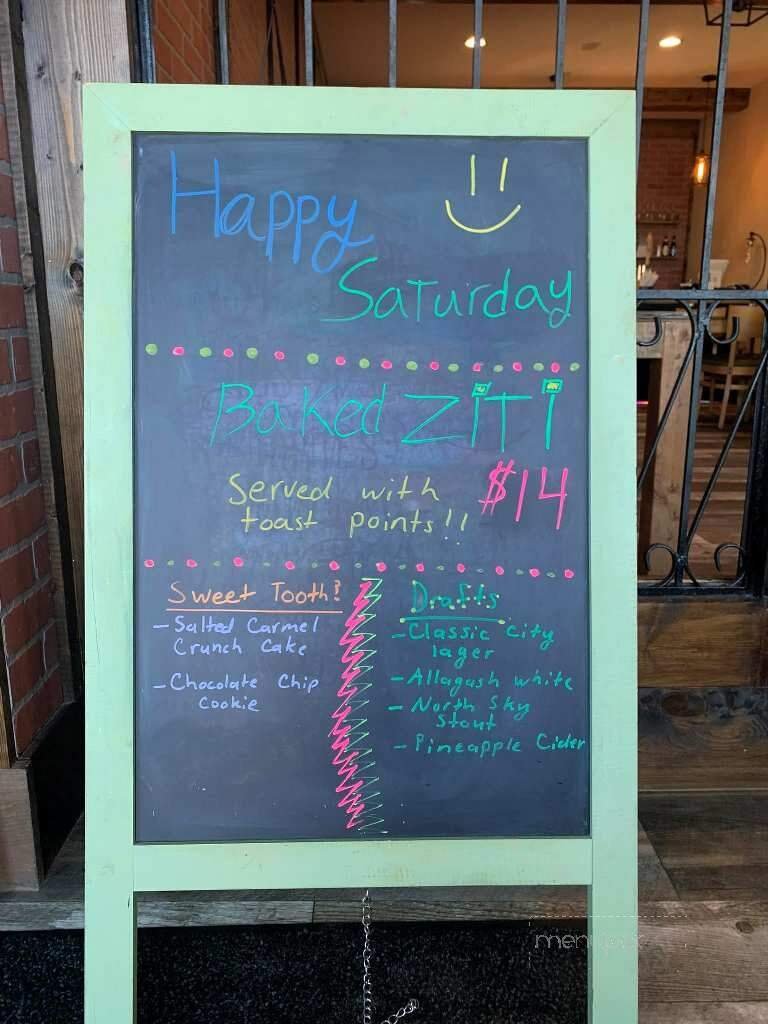 Happy
Saturday
Baked ZiTi
Served with
toast points!!
$14
Sweet Tooth?
- Salted Carmel
Crunch Cake
- Chocolate Chip
Cookie
Drafts
- Classic City
lager
- Allagash white
- North Sky
Stout
- Pineapple Cider